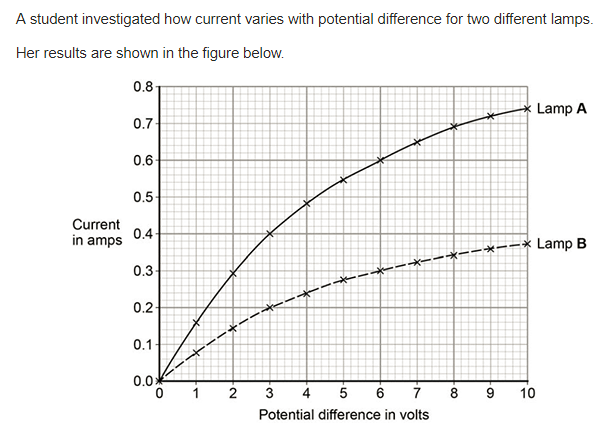 A student investigated how current varies with potential difference for two different lamps.
Her results are shown in the figure below.
0.8
0.7
0.6
0.5
0.4
0.3
0.2
0.1
0.0
Current
in amps
Lamp A
Lamp B
0 1 2 3 4 5 6 7 8 9 10
Potential difference in volts